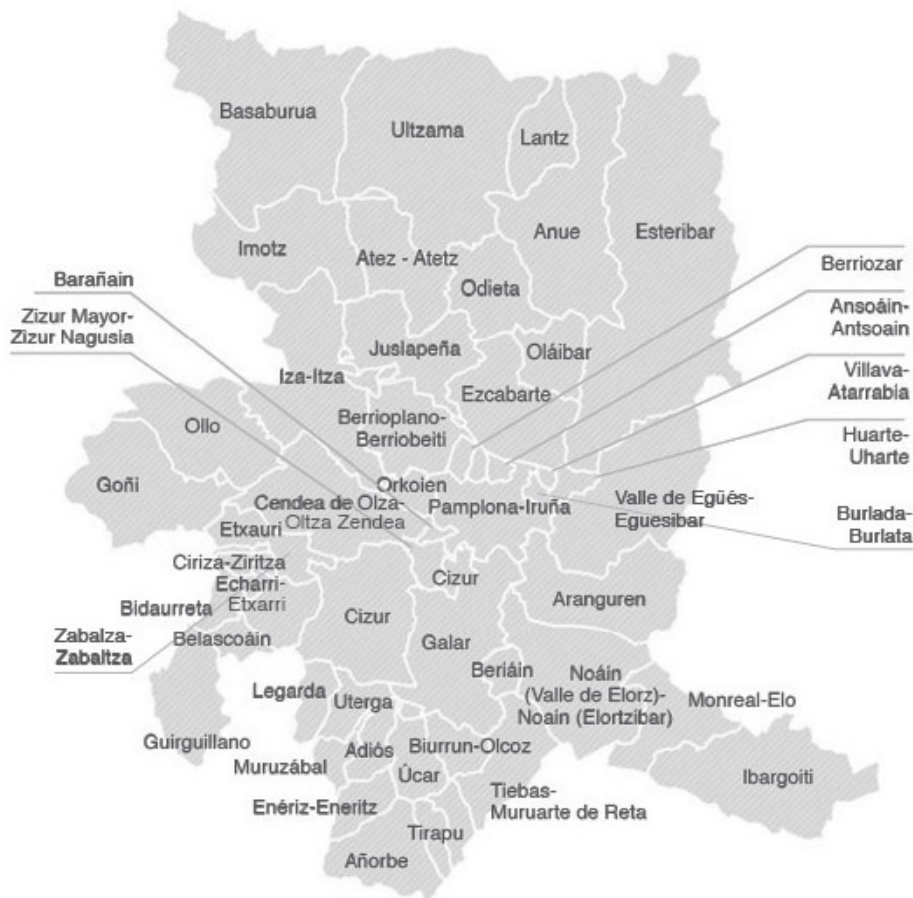 Basaburua
Ultzama
Lantz
Imotz
Atez - Atetz
Anue
Esteribar
Odieta
Barañain
Berriozar
Zizur Mayor-
Zizur Nagusia
Ansoáin-
Antsoain
Juslapeña
Oláibar
Iza-Itza
Ezcabarte
Villava-
Atarrabia
Berrioplano-
Berriobeiti
Ollo
Huarte-
Uharte
Goñi
Orkoien
Cendea de Olza-
Oltza Zendea
Pamplona-Iruña
Valle de Egüés-
Eguesibar
Burlada-
Burlata
Etxauri
Ciriza-Ziritza
Echarri-
Etxarri
Cizur
Bidaurreta
Cizur
Aranguren
Zabalza-
Zabaltza
Belascoáin
Galar
Beriáin
Noáin
(Valle de Elorz)-
Noain (Elortzibar)
Legarda
Uterga
Monreal-Elo
Guirguillano
Adiós
Biurrun-Olcoz
Muruzábal
Úcar
Ibargoiti
Enériz-Eneritz
Tiebas-
Muruarte de Reta
Tirapu
Añorbe